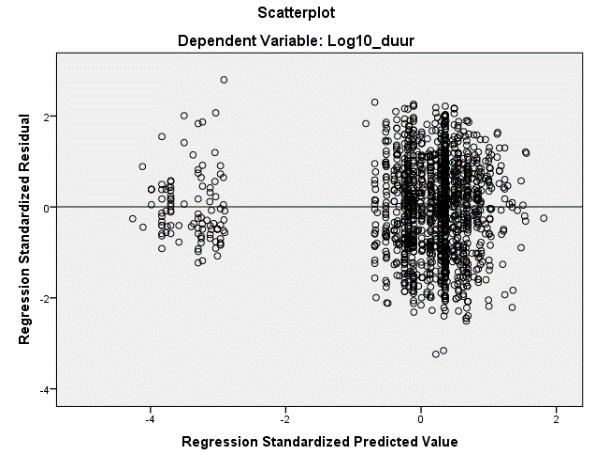 Scatterplot
Dependent Variable: Log10_duur
Regression Standardized Residual
2
0
-2
-4
-4
-2
0
2
Regression Standardized Predicted Value